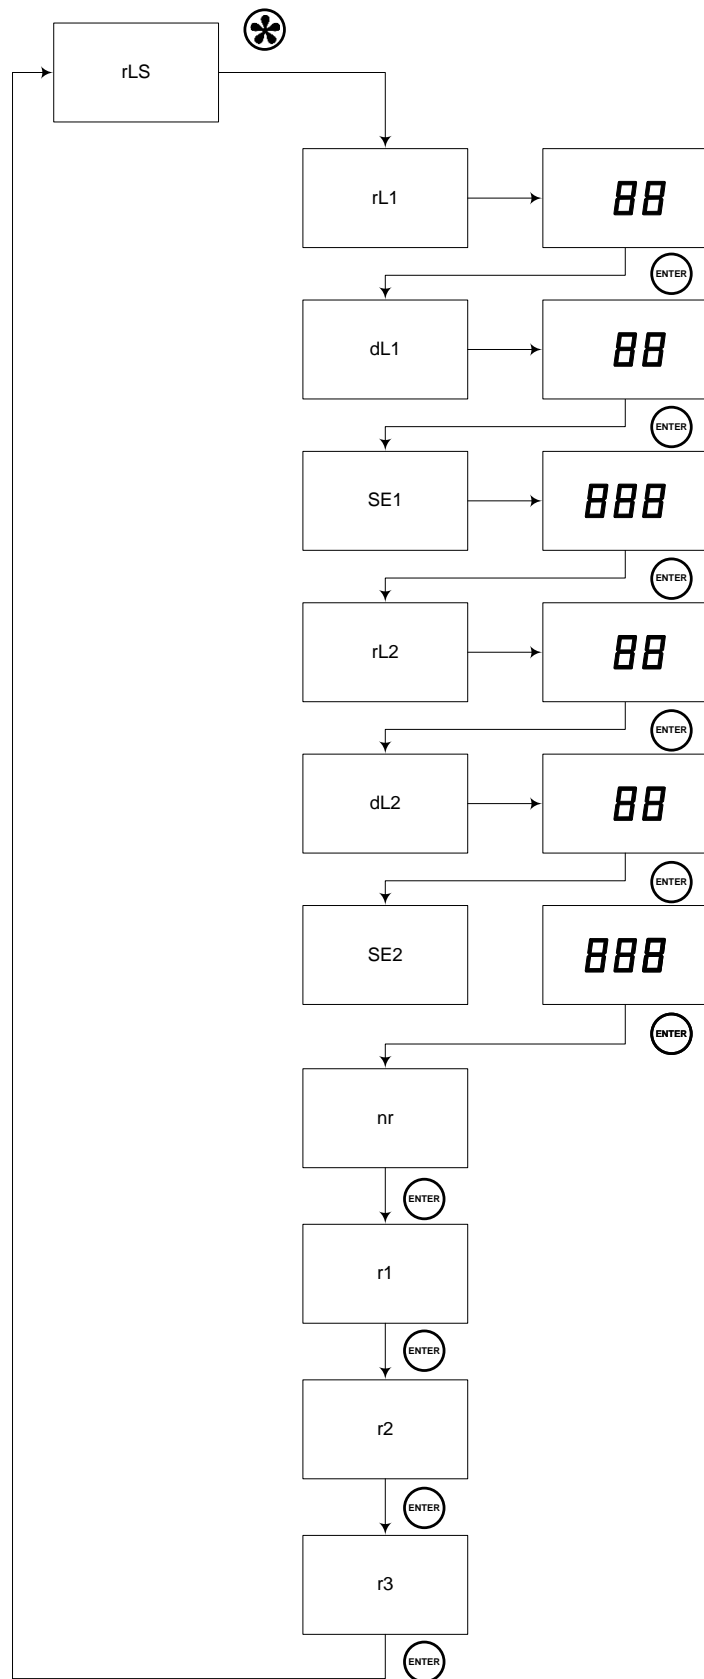 rLS
rL1
88
ENTER
dL1
88
ENTER
SE1
888
ENTER
rL2
88
ENTER
dL2
88
ENTER
SE2
888
ENTER
nr
ENTER
r1
ENTER
r2
ENTER
r3
ENTER